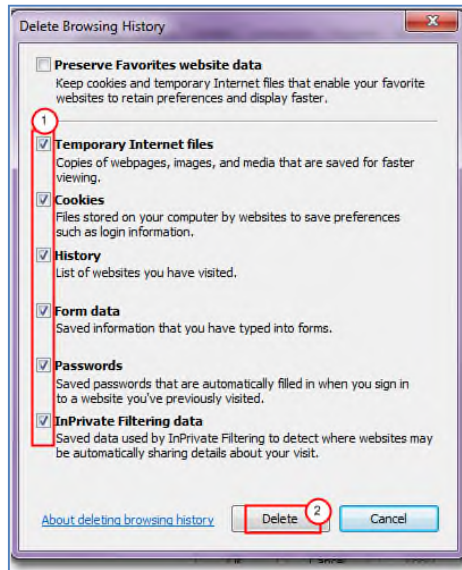 Delete Browsing History
Preserve Favorites website data
Keep cookies and temporary Internet files that enable your favorite
websites to retain preferences and display faster.
1
Temporary Internet files
Copies of webpages, images, and media that are saved for faster
viewing.
Cookies
Files stored on your computer by websites to save preferences
such as login information.
History
List of websites you have visited.
Form data
Saved information that you have typed into forms.
Passwords
Saved passwords that are automatically filled in when you sign in
to a website you've previously visited.
InPrivate Filtering data
Saved data used by InPrivate Filtering to detect where websites may
be automatically sharing details about your visit.
About deleting browsing history Delete 2 Cancel